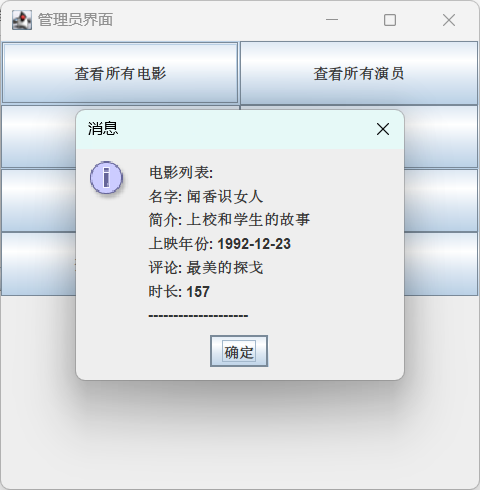 管理员界面
查看所有电影
查看所有演员
消息
电影列表:
名字: 闻香识女人
简介: 上校和学生的故事
上映年份: 1992-12-23
评论: 最美的探戈
时长: 157
--------------------
确定